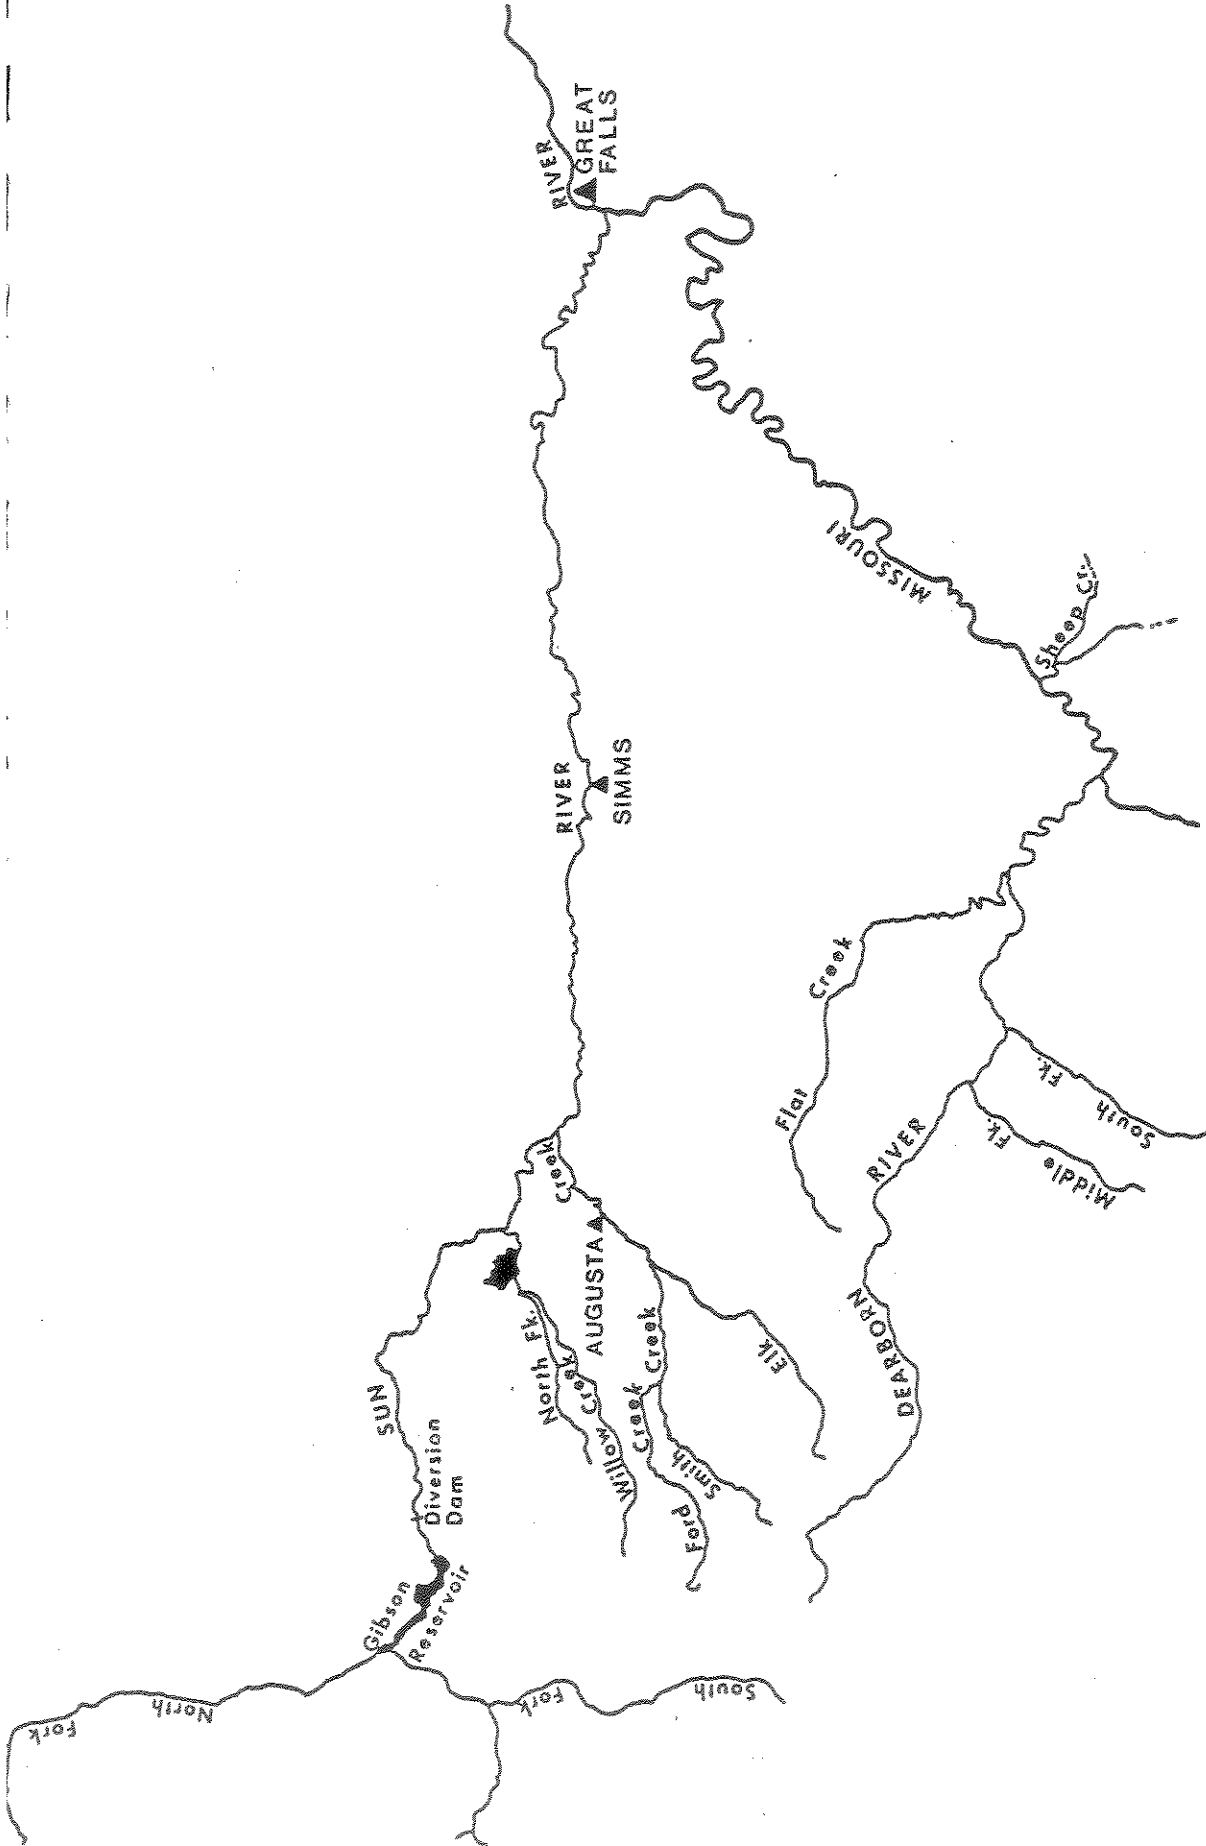 Fork
North
Gibson
Reservoir
Fork
South
Diversion
Dam
SUN
RIVER
SIMMS
RIVER
GREAT
FALLS
North Fk.
Willow Creek
AUGUSTA
Creek
Elk
Ford Creek
Smith Creek
Flat Creek
DEARBORN RIVER
Middle Fk.
South Fk.
MISSOURI
Sheep Cr.